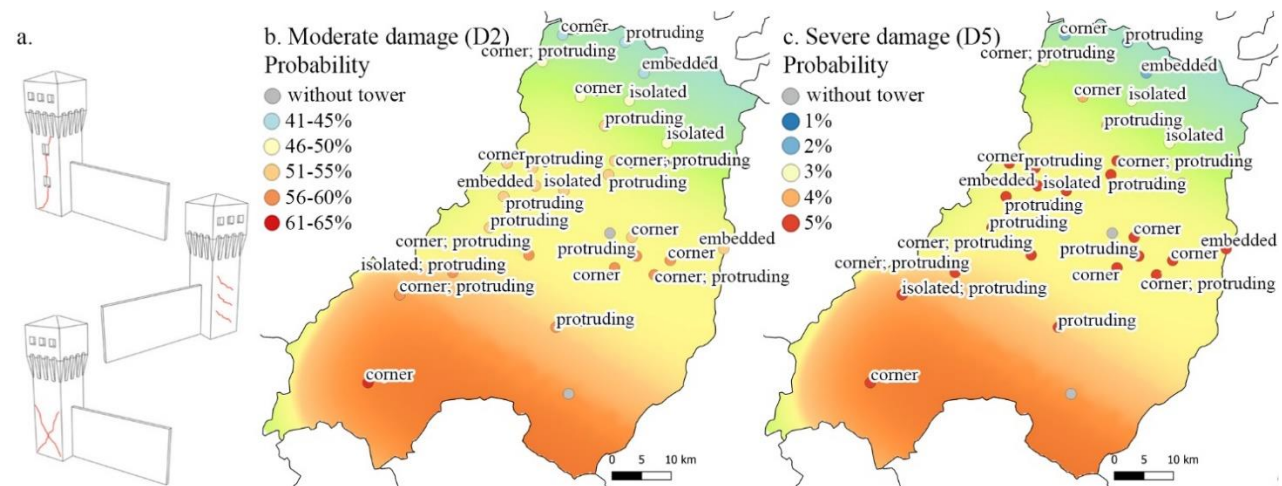 a.
b. Moderate damage (D2)
Probability
without tower
41-45%
46-50%
51-55%
56-60%
61-65%
corner
protruding
corner; protruding
embedded
corner
isolated
protruding
isolated
corner
protruding
corner; protruding
embedded
isolated
protruding
protruding
protruding
corner
corner; protruding
protruding
embedded
corner
isolated; protruding
corner
corner; protruding
corner; protruding
protruding
corner
0 5 10 km
c. Severe damage (D5)
Probability
without tower
1%
2%
3%
4%
5%
corner
protruding
corner; protruding
embedded
corner
isolated
protruding
isolated
corner
protruding
corner; protruding
embedded
isolated
protruding
protruding
protruding
corner
corner; protruding
protruding
embedded
corner
corner; protruding
corner
corner; protruding
isolated; protruding
protruding
corner
0 5 10 km